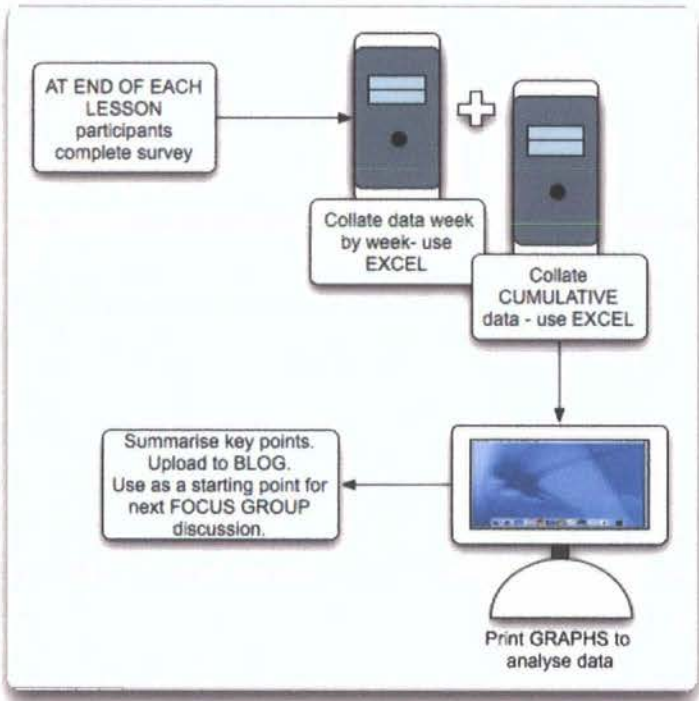 AT END OF EACH
LESSON
participants
complete survey
Collate data week
by week- use
EXCEL
Collate
CUMULATIVE
data - use EXCEL
Summarise key points.
Upload to BLOG.
Use as a starting point for
next FOCUS GROUP
discussion.
Print GRAPHS to
analyse data